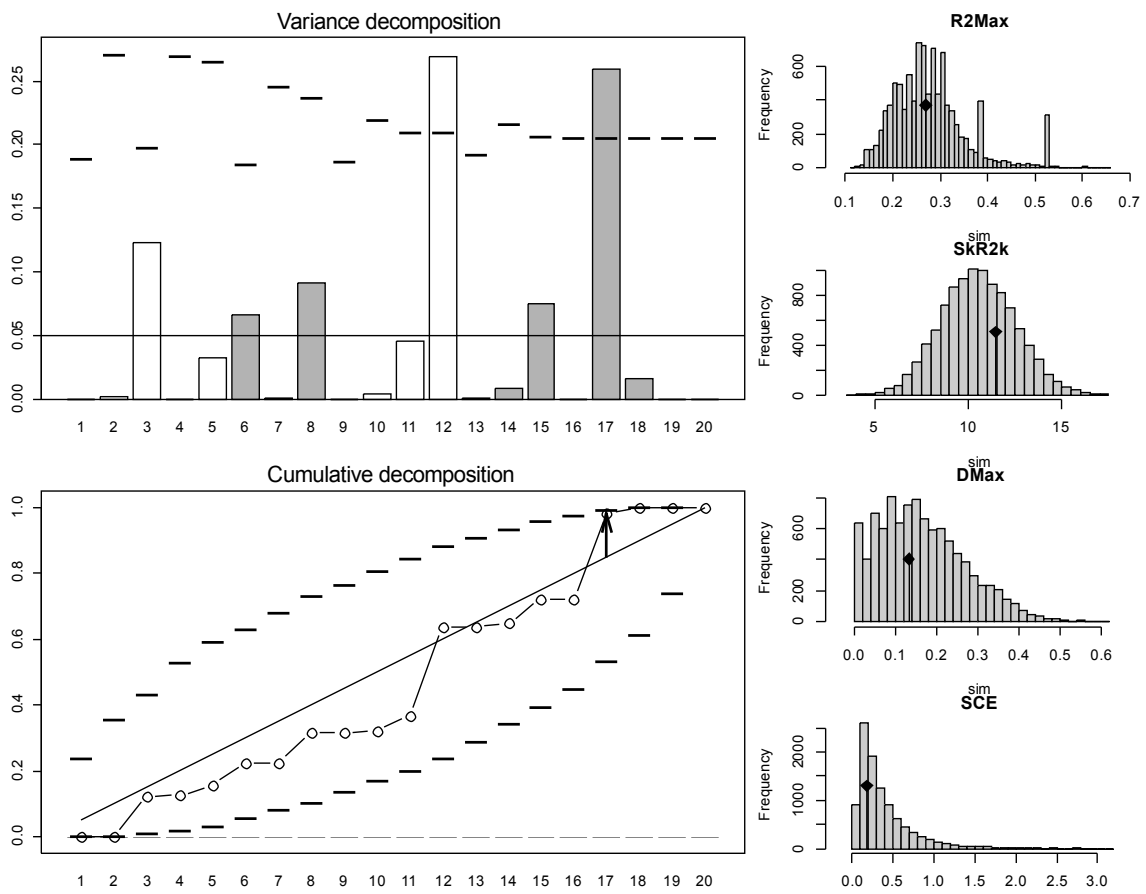 Variance decomposition
0.25
0.20
0.15
0.10
0.05
0.00
1 2 3 4 5 6 7 8 9 10 11 12 13 14 15 16 17 18 19 20
Cumulative decomposition
1.0
0.8
0.6
0.4
0.2
0.0
1 2 3 4 5 6 7 8 9 10 11 12 13 14 15 16 17 18 19 20
R2Max
Frequency
600
200
0
0.1 0.2 0.3 0.4 0.5 0.6 0.7
sim
SkR2k
Frequency
800
400
0
5 10 15
sim
DMax
Frequency
600
200
0
0.0 0.1 0.2 0.3 0.4 0.5 0.6
sim
SCE
Frequency
2000
1000
0
0.0 0.5 1.0 1.5 2.0 2.5 3.0